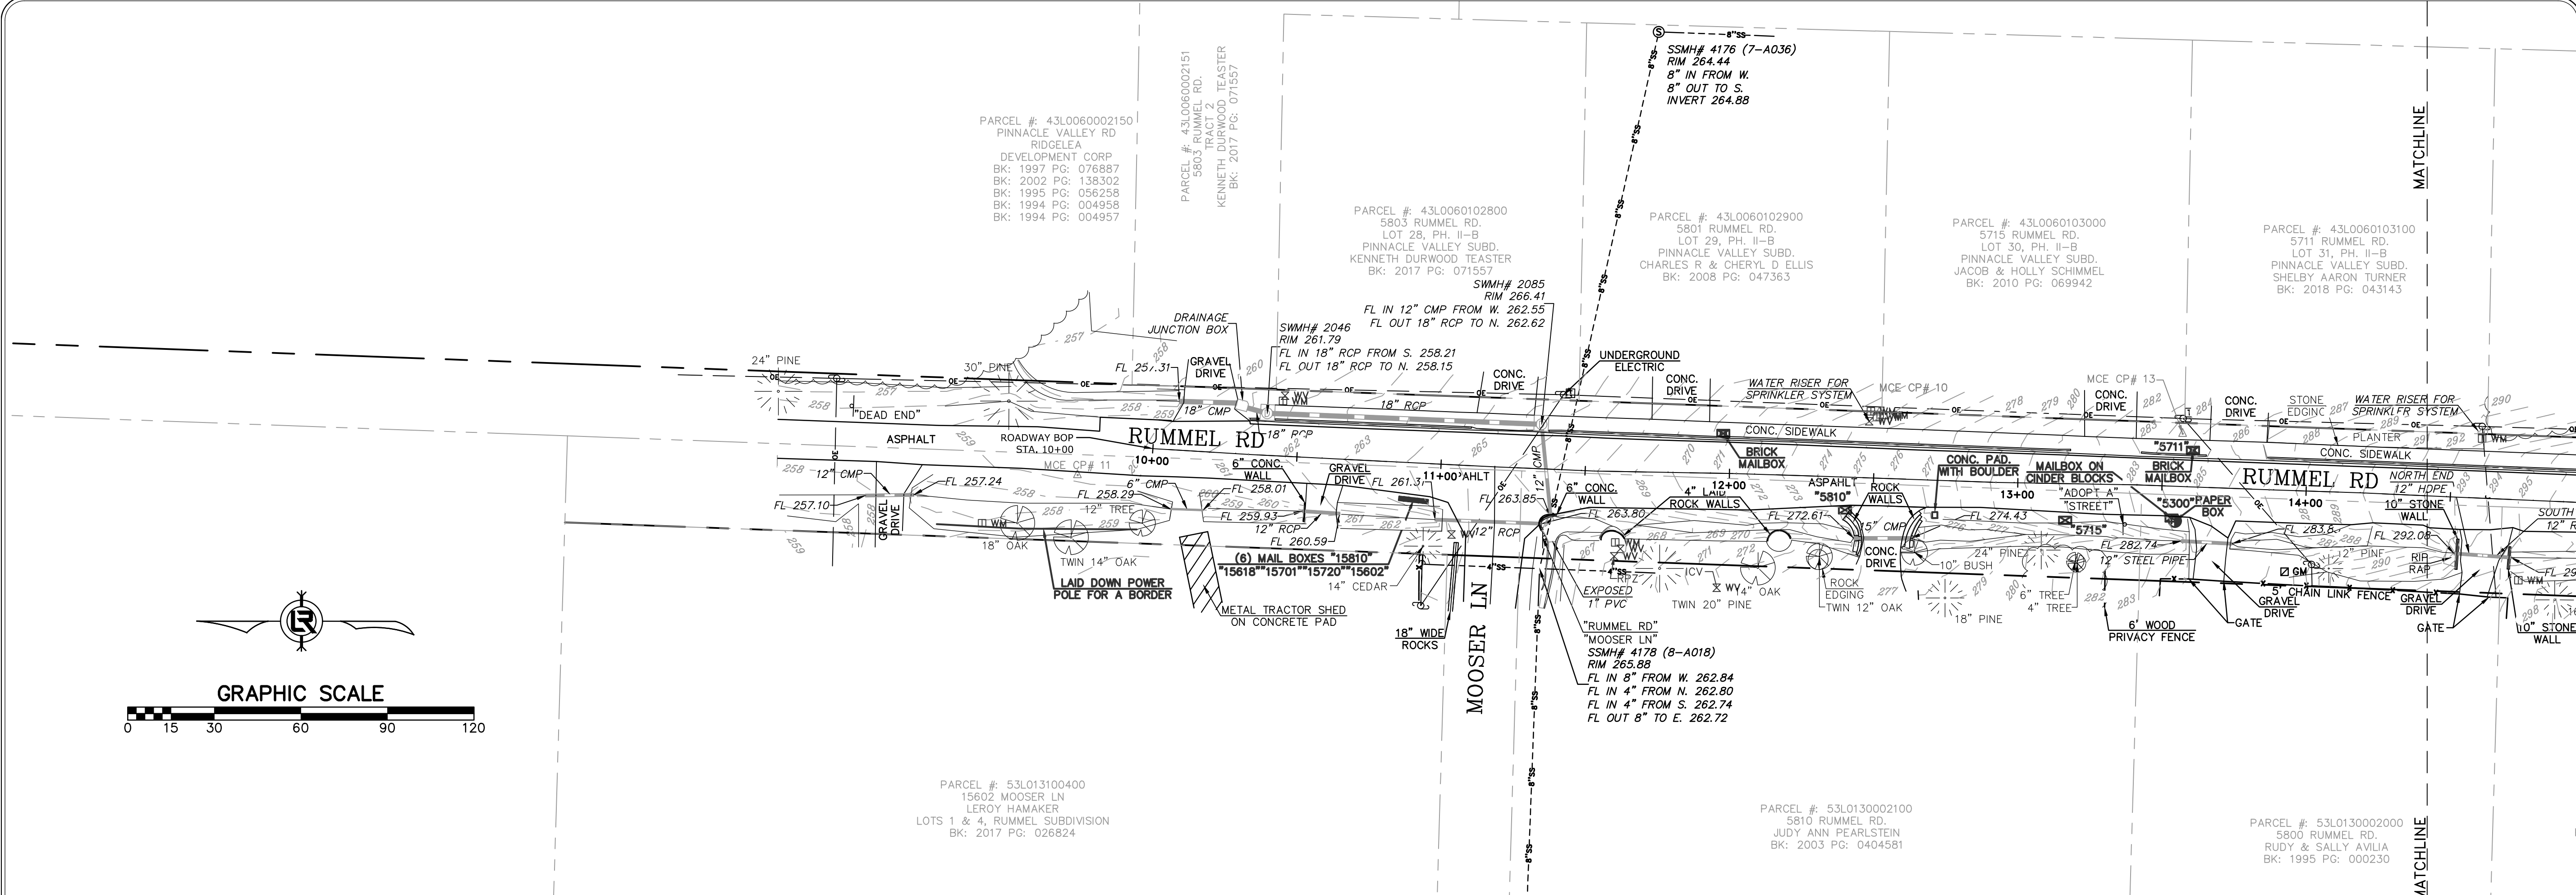 8"SS
SSMH# 4176 (7-A036)
RIM 264.44
8" IN FROM W.
8" OUT TO S.
INVERT 264.88
MATCHLINE
PARCEL #: 43L0060002150
PINNACLE VALLEY RD
RIDGELEA
DEVELOPMENT CORP
BK: 1997 PG: 076887
BK: 2002 PG: 138302
BK: 1995 PG: 056258
BK: 1994 PG: 004958
BK: 1994 PG: 004957
PARCEL #: 43L0060002151
5803 RUMMEL RD.
TRACT 2
KENNETH DURWOOD TEASTER
BK: 2017 PG: 071557
PARCEL #: 43L0060102800
5803 RUMMEL RD.
LOT 28, PH. II-B
PINNACLE VALLEY SUBD.
KENNETH DURWOOD TEASTER
BK: 2017 PG: 071557
PARCEL #: 43L0060102900
5801 RUMMEL RD.
LOT 29, PH. II-B
PINNACLE VALLEY SUBD.
CHARLES R & CHERYL D ELLIS
BK: 2008 PG: 047363
PARCEL #: 43L0060103000
5715 RUMMEL RD.
LOT 30, PH. II-B
PINNACLE VALLEY SUBD.
JACOB & HOLLY SCHIMMEL
BK: 2010 PG: 069942
PARCEL #: 43L0060103100
5711 RUMMEL RD.
LOT 31, PH. II-B
PINNACLE VALLEY SUBD.
SHELBY AARON TURNER
BK: 2018 PG: 043143
SWMH# 2085
RIM 266.41
FL IN 12" CMP FROM W. 262.55
FL OUT 18" RCP TO N. 262.62
DRAINAGE
JUNCTION BOX
SWMH# 2046
RIM 261.79
FL IN 18" RCP FROM S. 258.21
FL OUT 18" RCP TO N. 258.15
24" PINE
30" PINE
GRAVEL
DRIVE
CONC.
DRIVE
UNDERGROUND
ELECTRIC
WATER RISER FOR
SPRINKLER SYSTEM
MCE CP# 10
MCE CP# 13
CONC.
DRIVE
CONC.
DRIVE
STONE
EDGING
WATER RISER FOR
SPRINKLER SYSTEM
PLANTER
"DEAD END"
18" CMP
18" RCP
WV
WM
CONC. SIDEWALK
CONC. SIDEWALK
ASPHALT
ROADWAY BOP
STA. 10+00
RUMMEL RD
10+00
MCE CP# 11
12" CMP
FL 257.24
FL 257.10
GRAVEL
DRIVE
FL 258.29
12" TREE
6" CMP
FL 258.01
6" CONC.
WALL
GRAVEL
DRIVE
FL 259.93
12" RCP
FL 260.59
11+00
12" RCP
12" CMP
FL 263.85
6" CONC.
WALL
FL 263.80
4" LAID
ROCK WALLS
BRICK
MAILBOX
12+00
ASPHALT
"5810"
ROCK
WALLS
FL 272.61
CONC. PAD.
WITH BOULDER
FL 274.43
13+00
MAILBOX ON
CINDER BLOCKS
"ADOPT A"
"STREET"
"5715"
"5711"
BRICK
MAILBOX
"5300"
PAPER
BOX
RUMMEL RD
14+00
NORTH END
12" HDPE
10" STONE
WALL
FL 282.74
12" STEEL PIPE
FL 292.08
RIP
RAP
12" PINE
GM
5' CHAIN LINK FENCE
GRAVEL
DRIVE
GRAVEL
DRIVE
GATE
GATE
10" STONE
WALL
6' WOOD
PRIVACY FENCE
6" TREE
4" TREE
24" PINE
18" PINE
10" BUSH
CONC.
DRIVE
ROCK
EDGING
TWIN 12" OAK
TWIN 20" PINE
ICV
WV
RPZ
EXPOSED
1" PVC
"RUMMEL RD"
"MOOSER LN"
SSMH# 4178 (8-A018)
RIM 265.88
FL IN 8" FROM W. 262.84
FL IN 4" FROM N. 262.80
FL IN 4" FROM S. 262.74
FL OUT 8" TO E. 262.72
MOOSER LN
18" WIDE
ROCKS
14" CEDAR
(6) MAIL BOXES "15810"
"15618" "15701" "15720" "15602"
METAL TRACTOR SHED
ON CONCRETE PAD
LAID DOWN POWER
POLE FOR A BORDER
TWIN 14" OAK
18" OAK
WM
GRAPHIC SCALE
0 15 30 60 90 120
PARCEL #: 53L013100400
15602 MOOSER LN
LEROY HAMAKER
LOTS 1 & 4, RUMMEL SUBDIVISION
BK: 2017 PG: 026824
PARCEL #: 53L0130002100
5810 RUMMEL RD.
JUDY ANN PEARLSTEIN
BK: 2003 PG: 0404581
PARCEL #: 53L0130002000
5800 RUMMEL RD.
RUDY & SALLY AVILIA
BK: 1995 PG: 000230
MATCHLINE